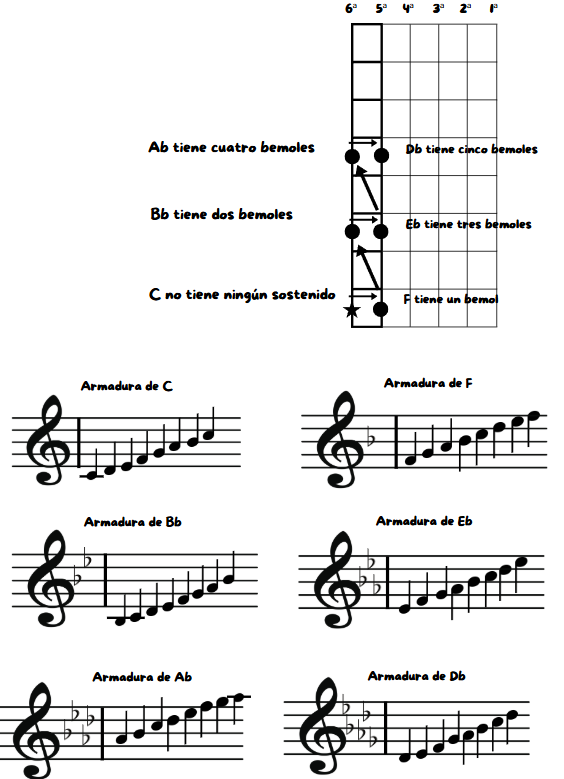 6ª 5ª 4ª 3ª 2ª 1ª
Ab tiene cuatro bemoles
Db tiene cinco bemoles
Bb tiene dos bemoles
Eb tiene tres bemoles
C no tiene ningún sostenido
F tiene un bemol
Armadura de C
Armadura de F
Armadura de Bb
Armadura de Eb
Armadura de Ab
Armadura de Db